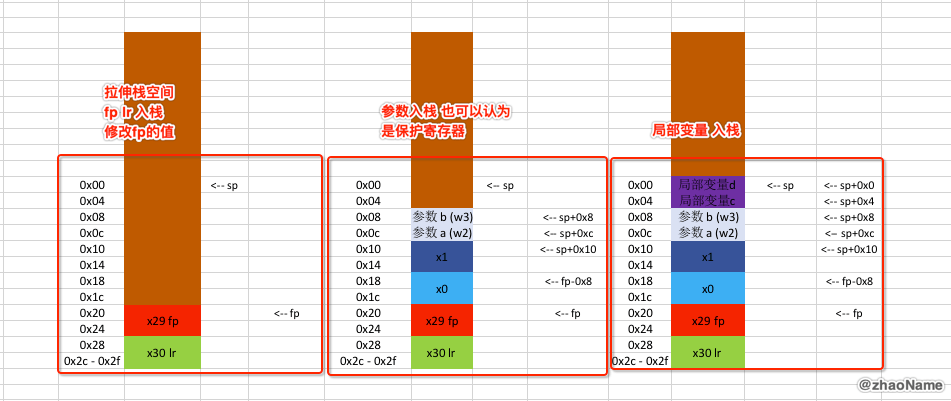 拉伸栈空间
fp lr 入栈
修改fp的值
0x00
<-- sp
0x04
0x08
0x0c
0x10
0x14
0x18
0x1c
0x20
<-- fp
0x24
x29 fp
0x28
x30 lr
0x2c - 0x2f
参数入栈 也可以认为
是保护寄存器
0x00
<-- sp
0x04
0x08
参数 b (w3)
<-- sp+0x8
0x0c
参数 a (w2)
<-- sp+0xc
0x10
<-- sp+0x10
x1
0x14
0x18
<-- fp-0x8
x0
0x1c
0x20
<-- fp
x29 fp
0x24
0x28
x30 lr
0x2c - 0x2f
局部变量 入栈
0x00
局部变量d
<-- sp
<-- sp+0x0
0x04
局部变量c
<-- sp+0x4
0x08
参数 b (w3)
<-- sp+0x8
0x0c
参数 a (w2)
<-- sp+0xc
0x10
<-- sp+0x10
x1
0x14
0x18
<-- fp-0x8
x0
0x1c
0x20
<-- fp
x29 fp
0x24
0x28
x30 lr
0x2c - 0x2f
@zhaoName